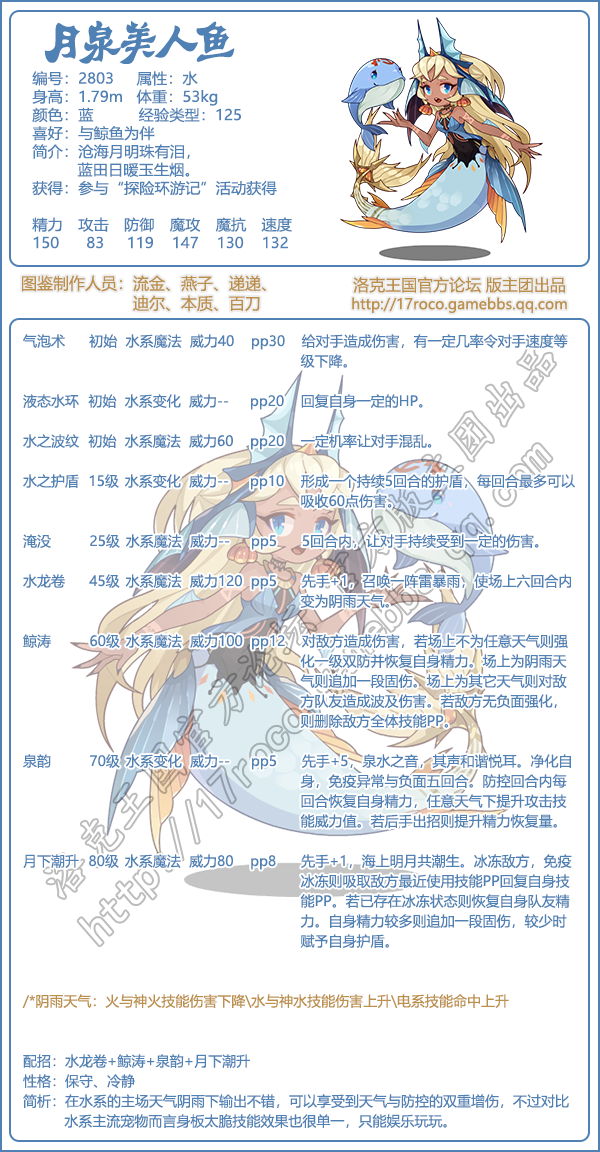 月泉美人鱼
编号：2803 属性：水
身高：1.79m 体重：53kg
颜色：蓝 经验类型：125
喜好：与鲸鱼为伴
简介：沧海月明珠有泪，
蓝田日暖玉生烟。
获得：参与“探险环游记”活动获得
精力 攻击 防御 魔攻 魔抗 速度
150 83 119 147 130 132
图鉴制作人员：流金、燕子、递递、
迪尔、本质、百刀
洛克王国官方论坛 版主团出品
http://17roco.gamebbs.qq.com
气泡术 初始 水系魔法 威力40 pp30 给对手造成伤害，有一定几率令对手速度等
级下降。
液态水环 初始 水系变化 威力-- pp20 回复自身一定的HP。
水之波纹 初始 水系魔法 威力60 pp20 一定机率让对手混乱。
水之护盾 15级 水系变化 威力-- pp10 形成一个持续5回合的护盾，每回合最多可以
吸收60点伤害。
淹没 25级 水系魔法 威力-- pp5 5回合内，让对手持续受到一定的伤害。
水龙卷 45级 水系魔法 威力120 pp5 先手+1，召唤一阵雷暴雨，使场上六回合内
变为阴雨天气。
鲸涛 60级 水系魔法 威力100 pp12 对敌方造成伤害，若场上不为任意天气则强
化一级双防并恢复自身精力。场上为阴雨天
气则追加一段固伤。场上为其它天气则对敌
方队友造成波及伤害。若敌方无负面强化，
则删除敌方全体技能PP。
泉韵 70级 水系变化 威力-- pp5 先手+5，泉水之音，其声和谐悦耳。净化自
身，免疫异常与负面五回合。防控回合内每
回合恢复自身精力，任意天气下提升攻击技
能威力值。若后手出招则提升精力恢复量。
月下潮升 80级 水系魔法 威力80 pp8 先手+1，海上明月共潮生。冰冻敌方，免疫
冰冻则吸取敌方最近使用技能PP回复自身技
能PP。若已存在冰冻状态则恢复自身队友精
力。自身精力较多则追加一段固伤，较少时
赋予自身护盾。
洛克王国官方论坛 版主团出品
http://17roco.gamebbs.qq.com
/*阴雨天气：火与神火技能伤害下降\水与神水技能伤害上升\电系技能命中上升
配招：水龙卷+鲸涛+泉韵+月下潮升
性格：保守、冷静
简析：在水系的主场天气阴雨下输出不错，可以享受到天气与防控的双重增伤，不过对比
水系主流宠物而言身板太脆技能效果也很单一，只能娱乐玩玩。